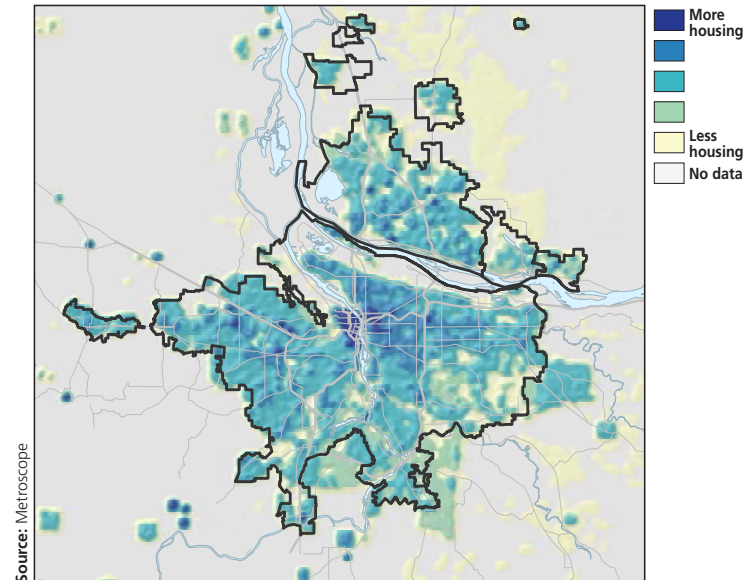 More
housing
Less
housing
No data
Source: Metroscope